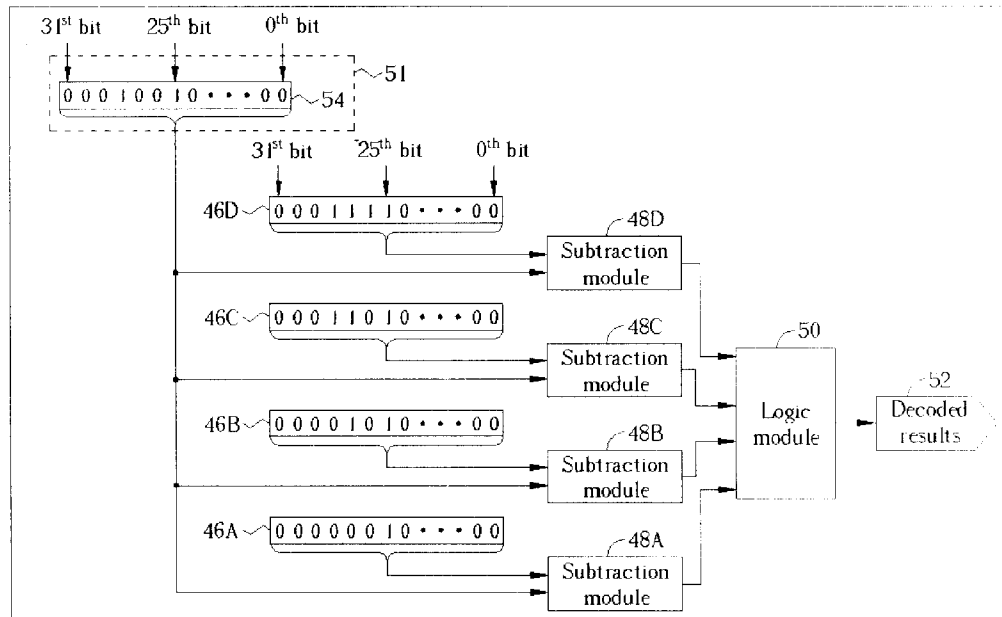 31st bit 25th bit 0th bit
51
0 0 0 1 0 0 1 0 • • • 0 0
54
31st bit 25th bit 0th bit
46D
0 0 0 1 1 1 1 0 • • • 0 0
48D
Subtraction
module
46C
0 0 0 1 1 0 1 0 • • • 0 0
48C
Subtraction
module
50
Logic
module
52
Decoded
results
46B
0 0 0 0 1 0 1 0 • • • 0 0
48B
Subtraction
module
46A
0 0 0 0 0 0 1 0 • • • 0 0
48A
Subtraction
module